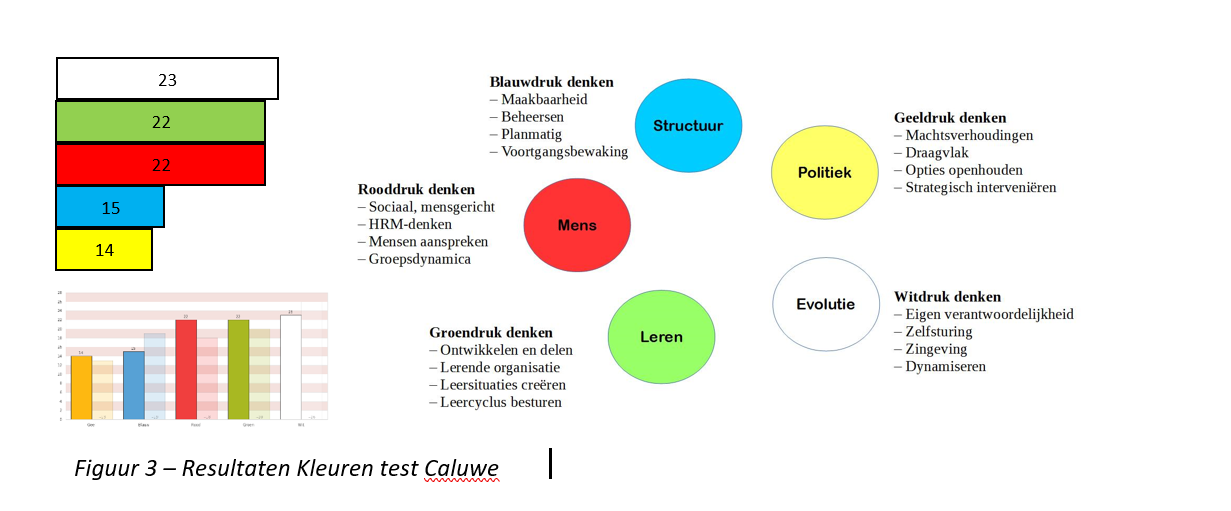 23
22
22
15
14
Blauwdruk denken
– Maakbaarheid
– Beheersen
– Planmatig
– Voortgangsbewaking
Structuur
Geeldruk denken
– Machtsverhoudingen
– Draagvlak
– Opties openhouden
– Strategisch interveniëren
Politiek
Rooddruk denken
– Sociaal, mensgericht
– HRM-denken
– Mensen aanspreken
– Groepsdynamica
Mens
Evolutie
Witdruk denken
– Eigen verantwoordelijkheid
– Zelfsturing
– Zingeving
– Dynamiseren
Groendruk denken
– Ontwikkelen en delen
– Lerende organisatie
– Leersituaties creëren
– Leercyclus besturen
Leren
Figuur 3 – Resultaten Kleuren test Caluwe